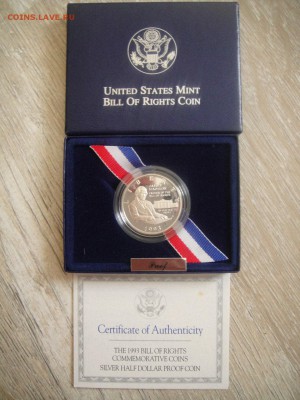 COINS.LAVE.RU
UNITED STATES MINT
BILL OF RIGHTS COIN
1993
Proof
Certificate of Authenticity
THE 1993 BILL OF RIGHTS
COMMEMORATIVE COINS
SILVER HALF DOLLAR PROOF COIN